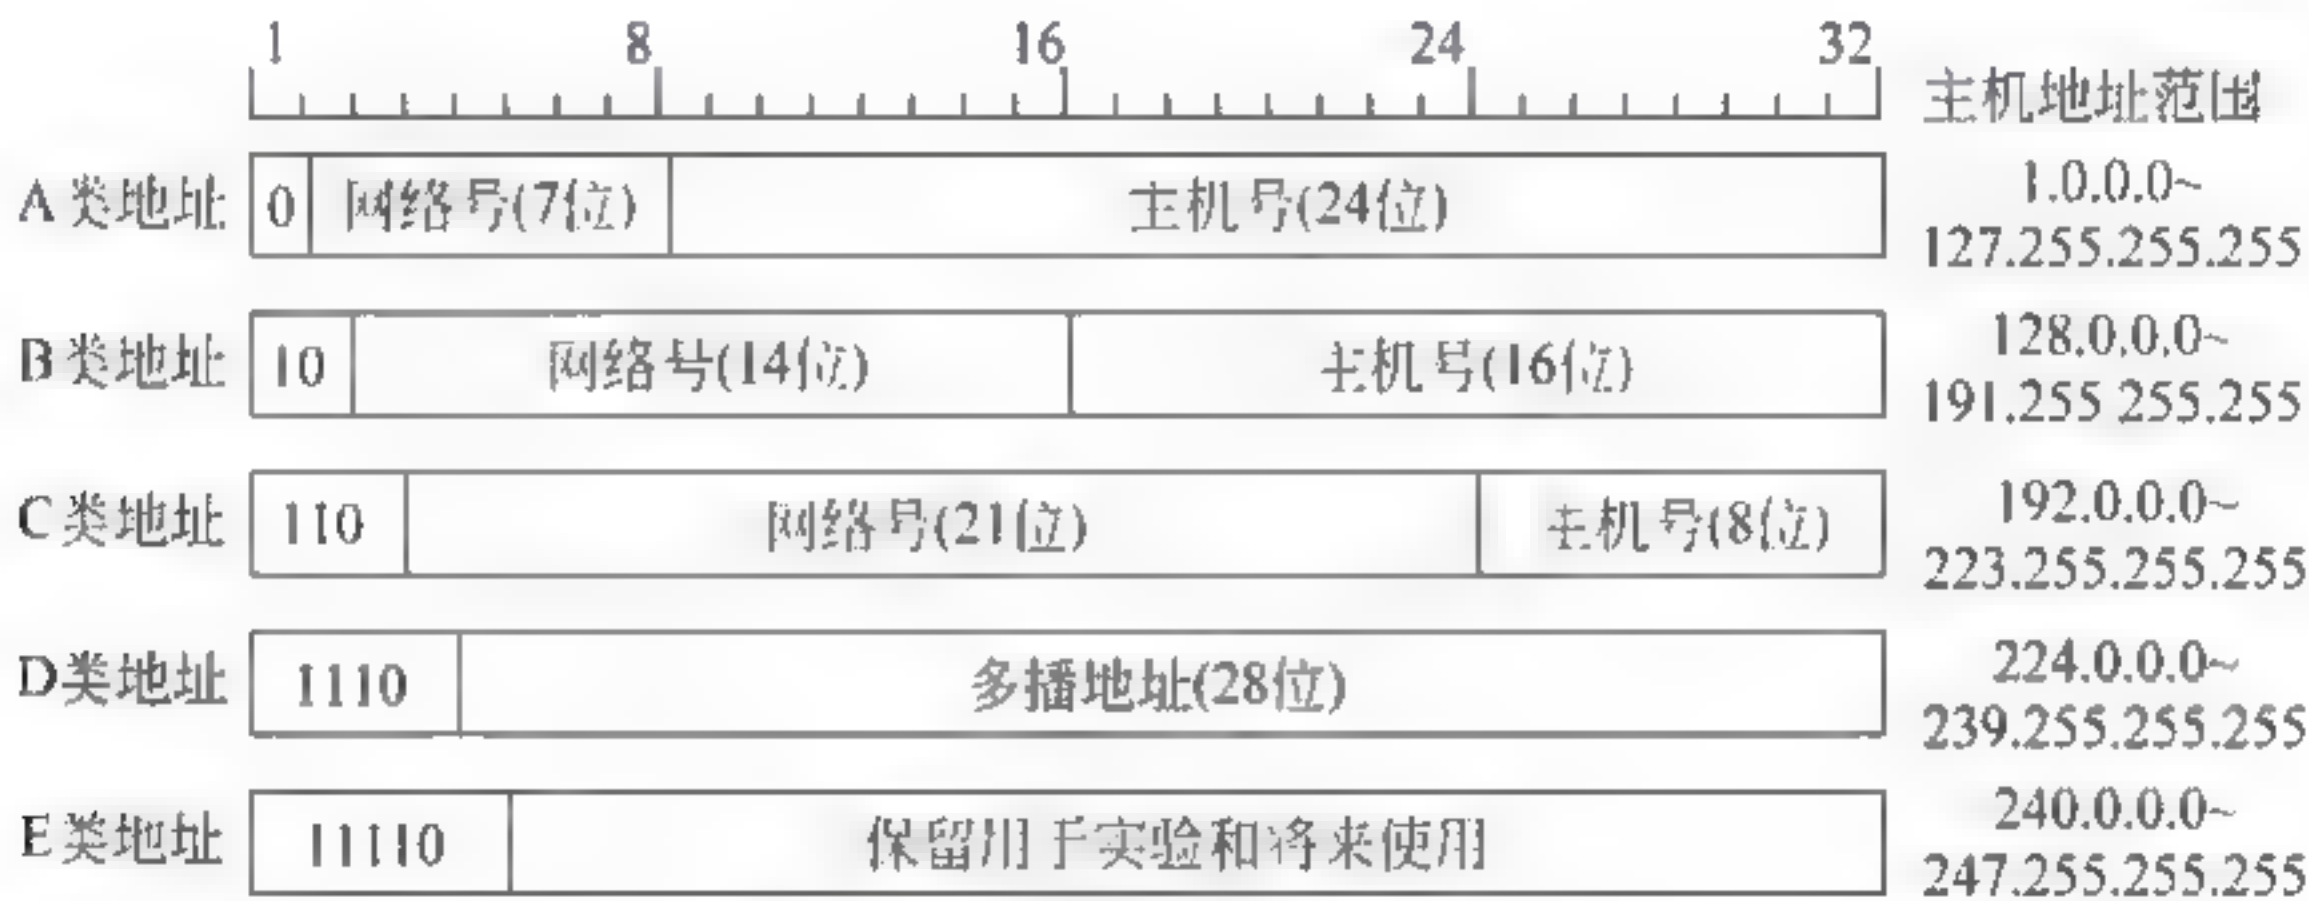 1 8 16 24 32
主机地址范围
A类地址 0 网络号(7位) 主机号(24位) 1.0.0.0~
127.255.255.255
B类地址 10 网络号(14位) 主机号(16位) 128.0.0.0~
191.255 255.255
C类地址 110 网络号(21位) 主机号(8位) 192.0.0.0~
223.255.255.255
D类地址 1110 多播地址(28位) 224.0.0.0~
239.255.255.255
E类地址 11110 保留用于实验和将来使用 240.0.0.0~
247.255.255.255